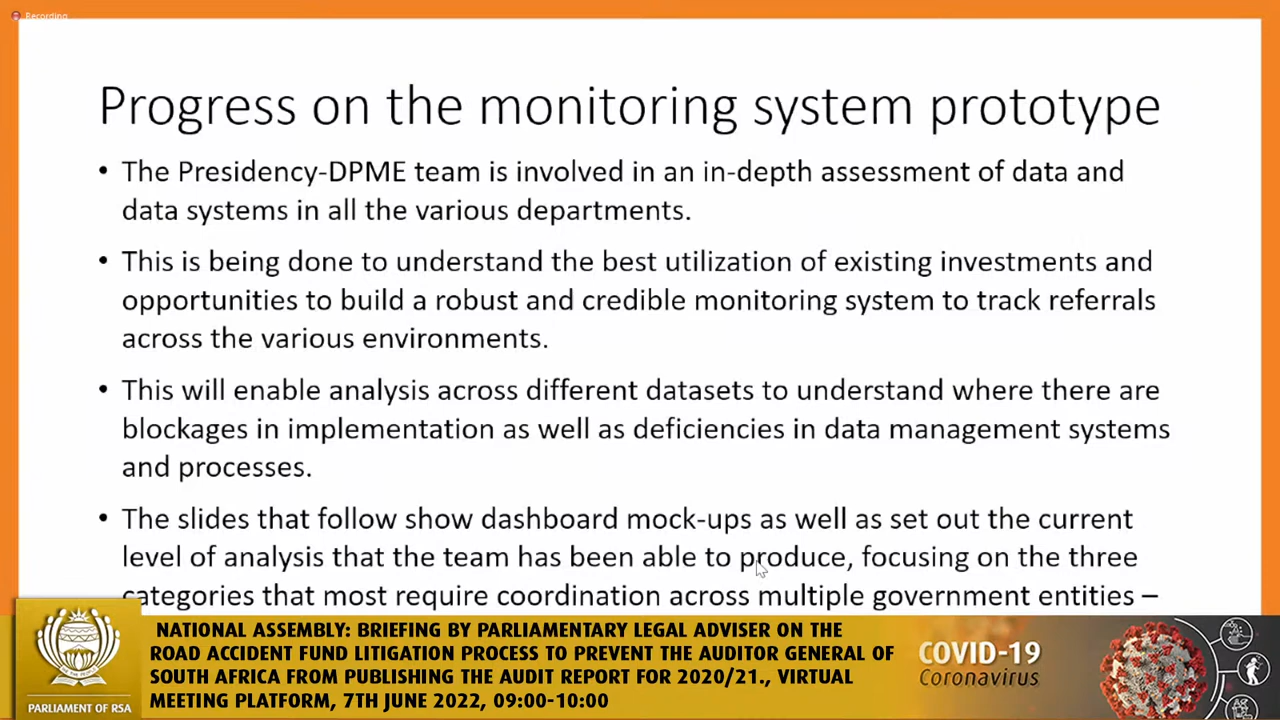 Recording
Progress on the monitoring system prototype
• The Presidency-DPME team is involved in an in-depth assessment of data and
data systems in all the various departments.
• This is being done to understand the best utilization of existing investments and
opportunities to build a robust and credible monitoring system to track referrals
across the various environments.
• This will enable analysis across different datasets to understand where there are
blockages in implementation as well as deficiencies in data management systems
and processes.
• The slides that follow show dashboard mock-ups as well as set out the current
level of analysis that the team has been able to produce, focusing on the three
categories that most require coordination across multiple government entities –
NATIONAL ASSEMBLY: BRIEFING BY PARLIAMENTARY LEGAL ADVISER ON THE
ROAD ACCIDENT FUND LITIGATION PROCESS TO PREVENT THE AUDITOR GENERAL OF
SOUTH AFRICA FROM PUBLISHING THE AUDIT REPORT FOR 2020/21., VIRTUAL
MEETING PLATFORM, 7TH JUNE 2022, 09:00-10:00
PARLIAMENT OF RSA
COVID-19
Coronavirus